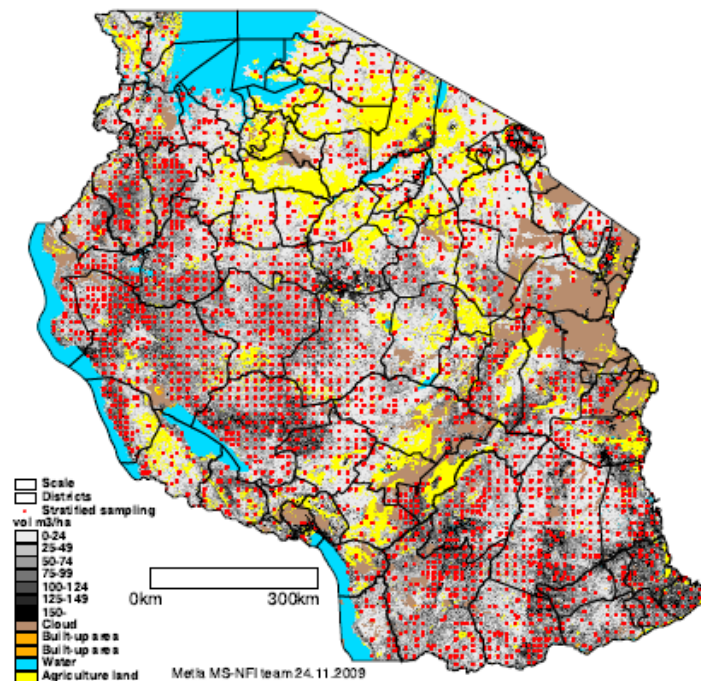 Scale
Districts
Stratified sampling
vol m3/ha
0-24
25-49
50-74
75-99
100-124
125-149
150-
Cloud
Built-up area
Built-up area
Water
Agriculture land
0km 300km
Metla MS-NFI team 24.11.2009